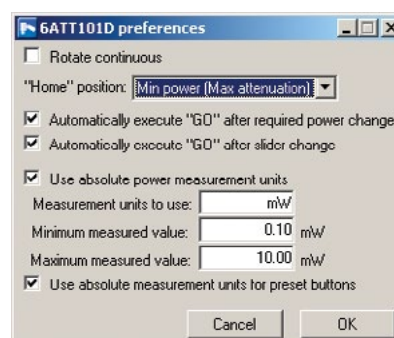 6ATT101D preferences
Rotate continuous
"Home" position: Min power (Max attenuation)
Automatically execute "GO" after required power change
Automatically execute "GO" after slider change
Use absolute power measurement units
Measurement units to use: mW
Minimum measured value: 0.10 mW
Maximum measured value: 10.00 mW
Use absolute measurement units for preset buttons
Cancel OK